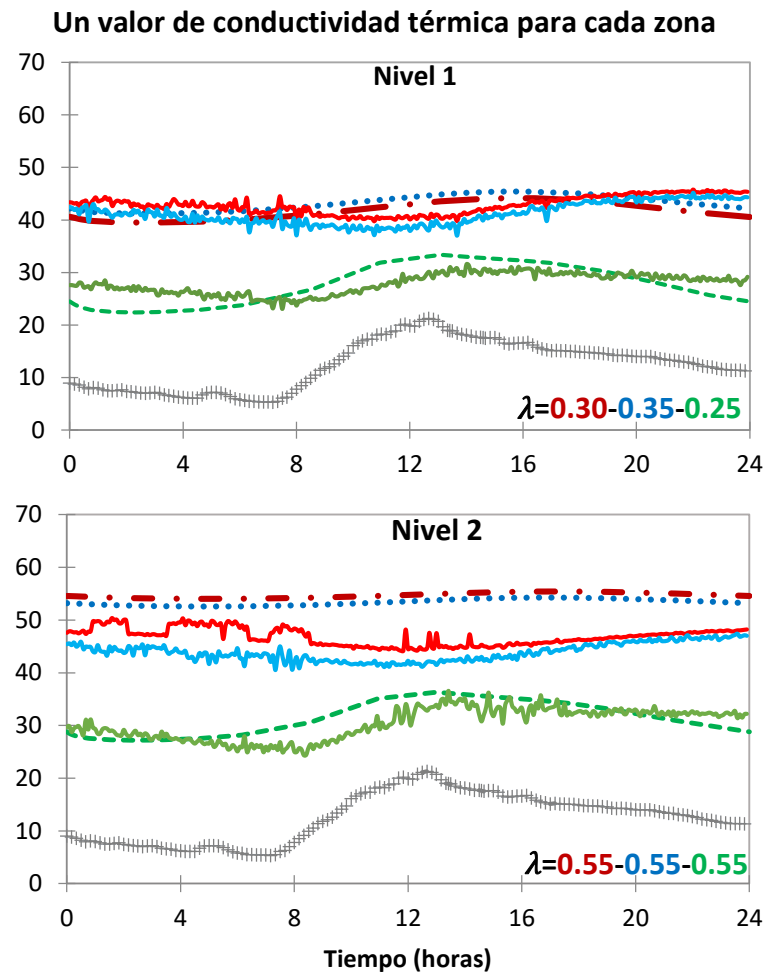 Un valor de conductividad térmica para cada zona
Nivel 1
70
60
50
40
30
20
10
0
λ=0.30-0.35-0.25
0 4 8 12 16 20 24
Nivel 2
70
60
50
40
30
20
10
0
λ=0.55-0.55-0.55
0 4 8 12 16 20 24
Tiempo (horas)